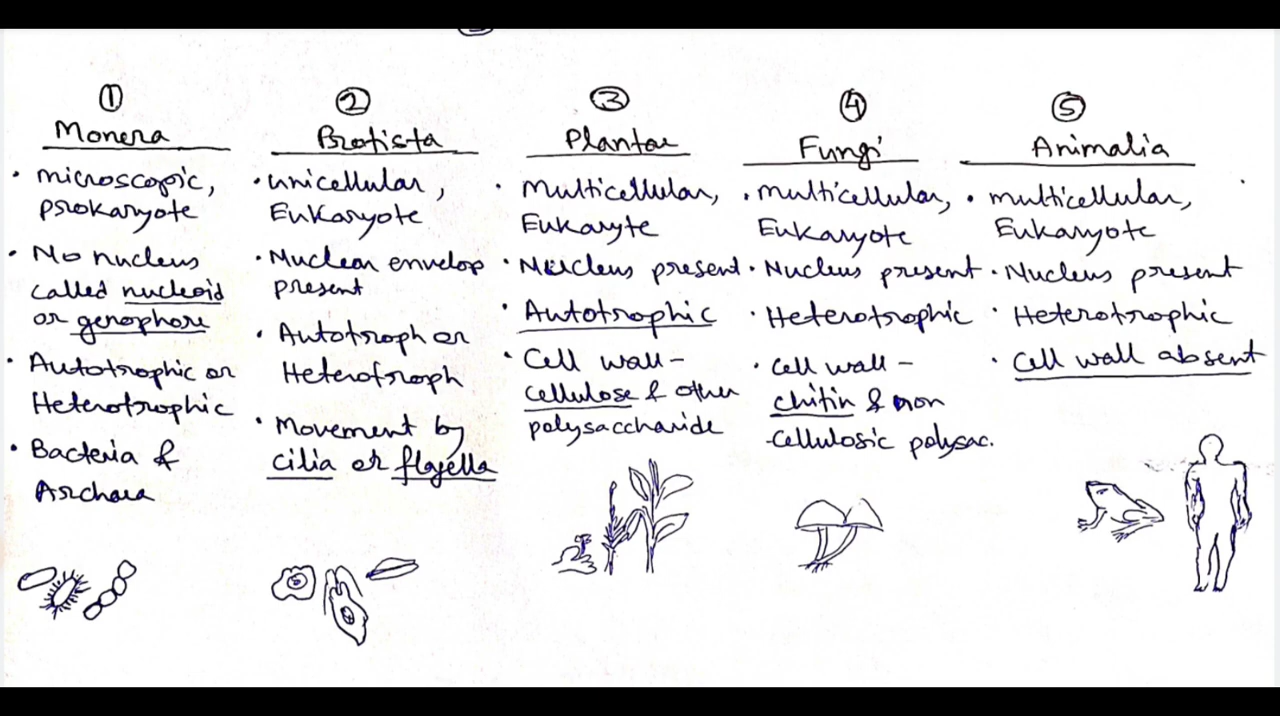 ①
Monera
• microscopic,
prokaryote
• No nucleus
called nucleoid
or genophore
• Autotrophic or
Heterotrophic
• Bacteria &
Archaea
②
Protista
• unicellular,
Eukaryote
• Nuclear envelop
present
• Autotroph or
Heterotroph
• Movement by
cilia or flagella
③
Plantae
• Multicellular,
Eukaryte
• Nucleus present
• Autotrophic
• Cell wall -
cellulose & other
polysaccharide
④
Fungi
• multicellular,
Eukaryote
• Nucleus present
• Heterotrophic
• cell wall -
chitin & non
-cellulosic polysac.
⑤
Animalia
• multicellular,
Eukaryote
• Nucleus present
• Heterotrophic
• Cell wall absent